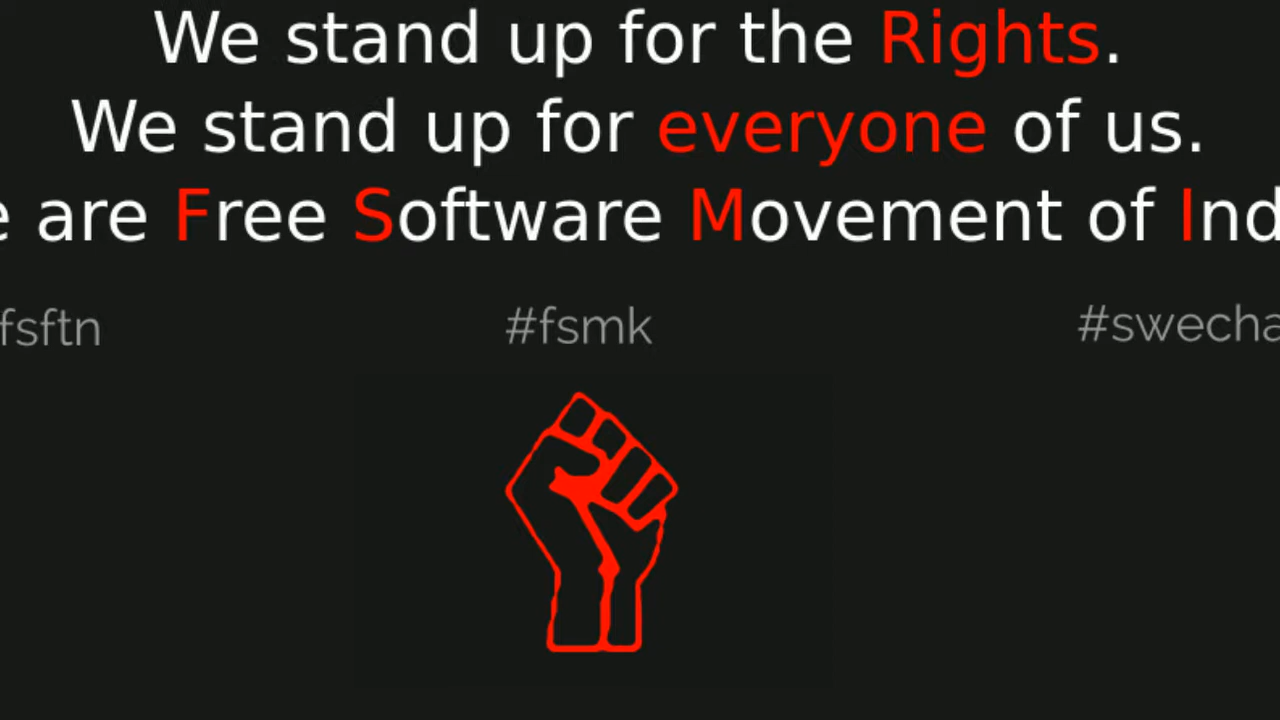 We stand up for the Rights.
We stand up for everyone of us.
e are Free Software Movement of Ind
fsftn #fsmk #swecha